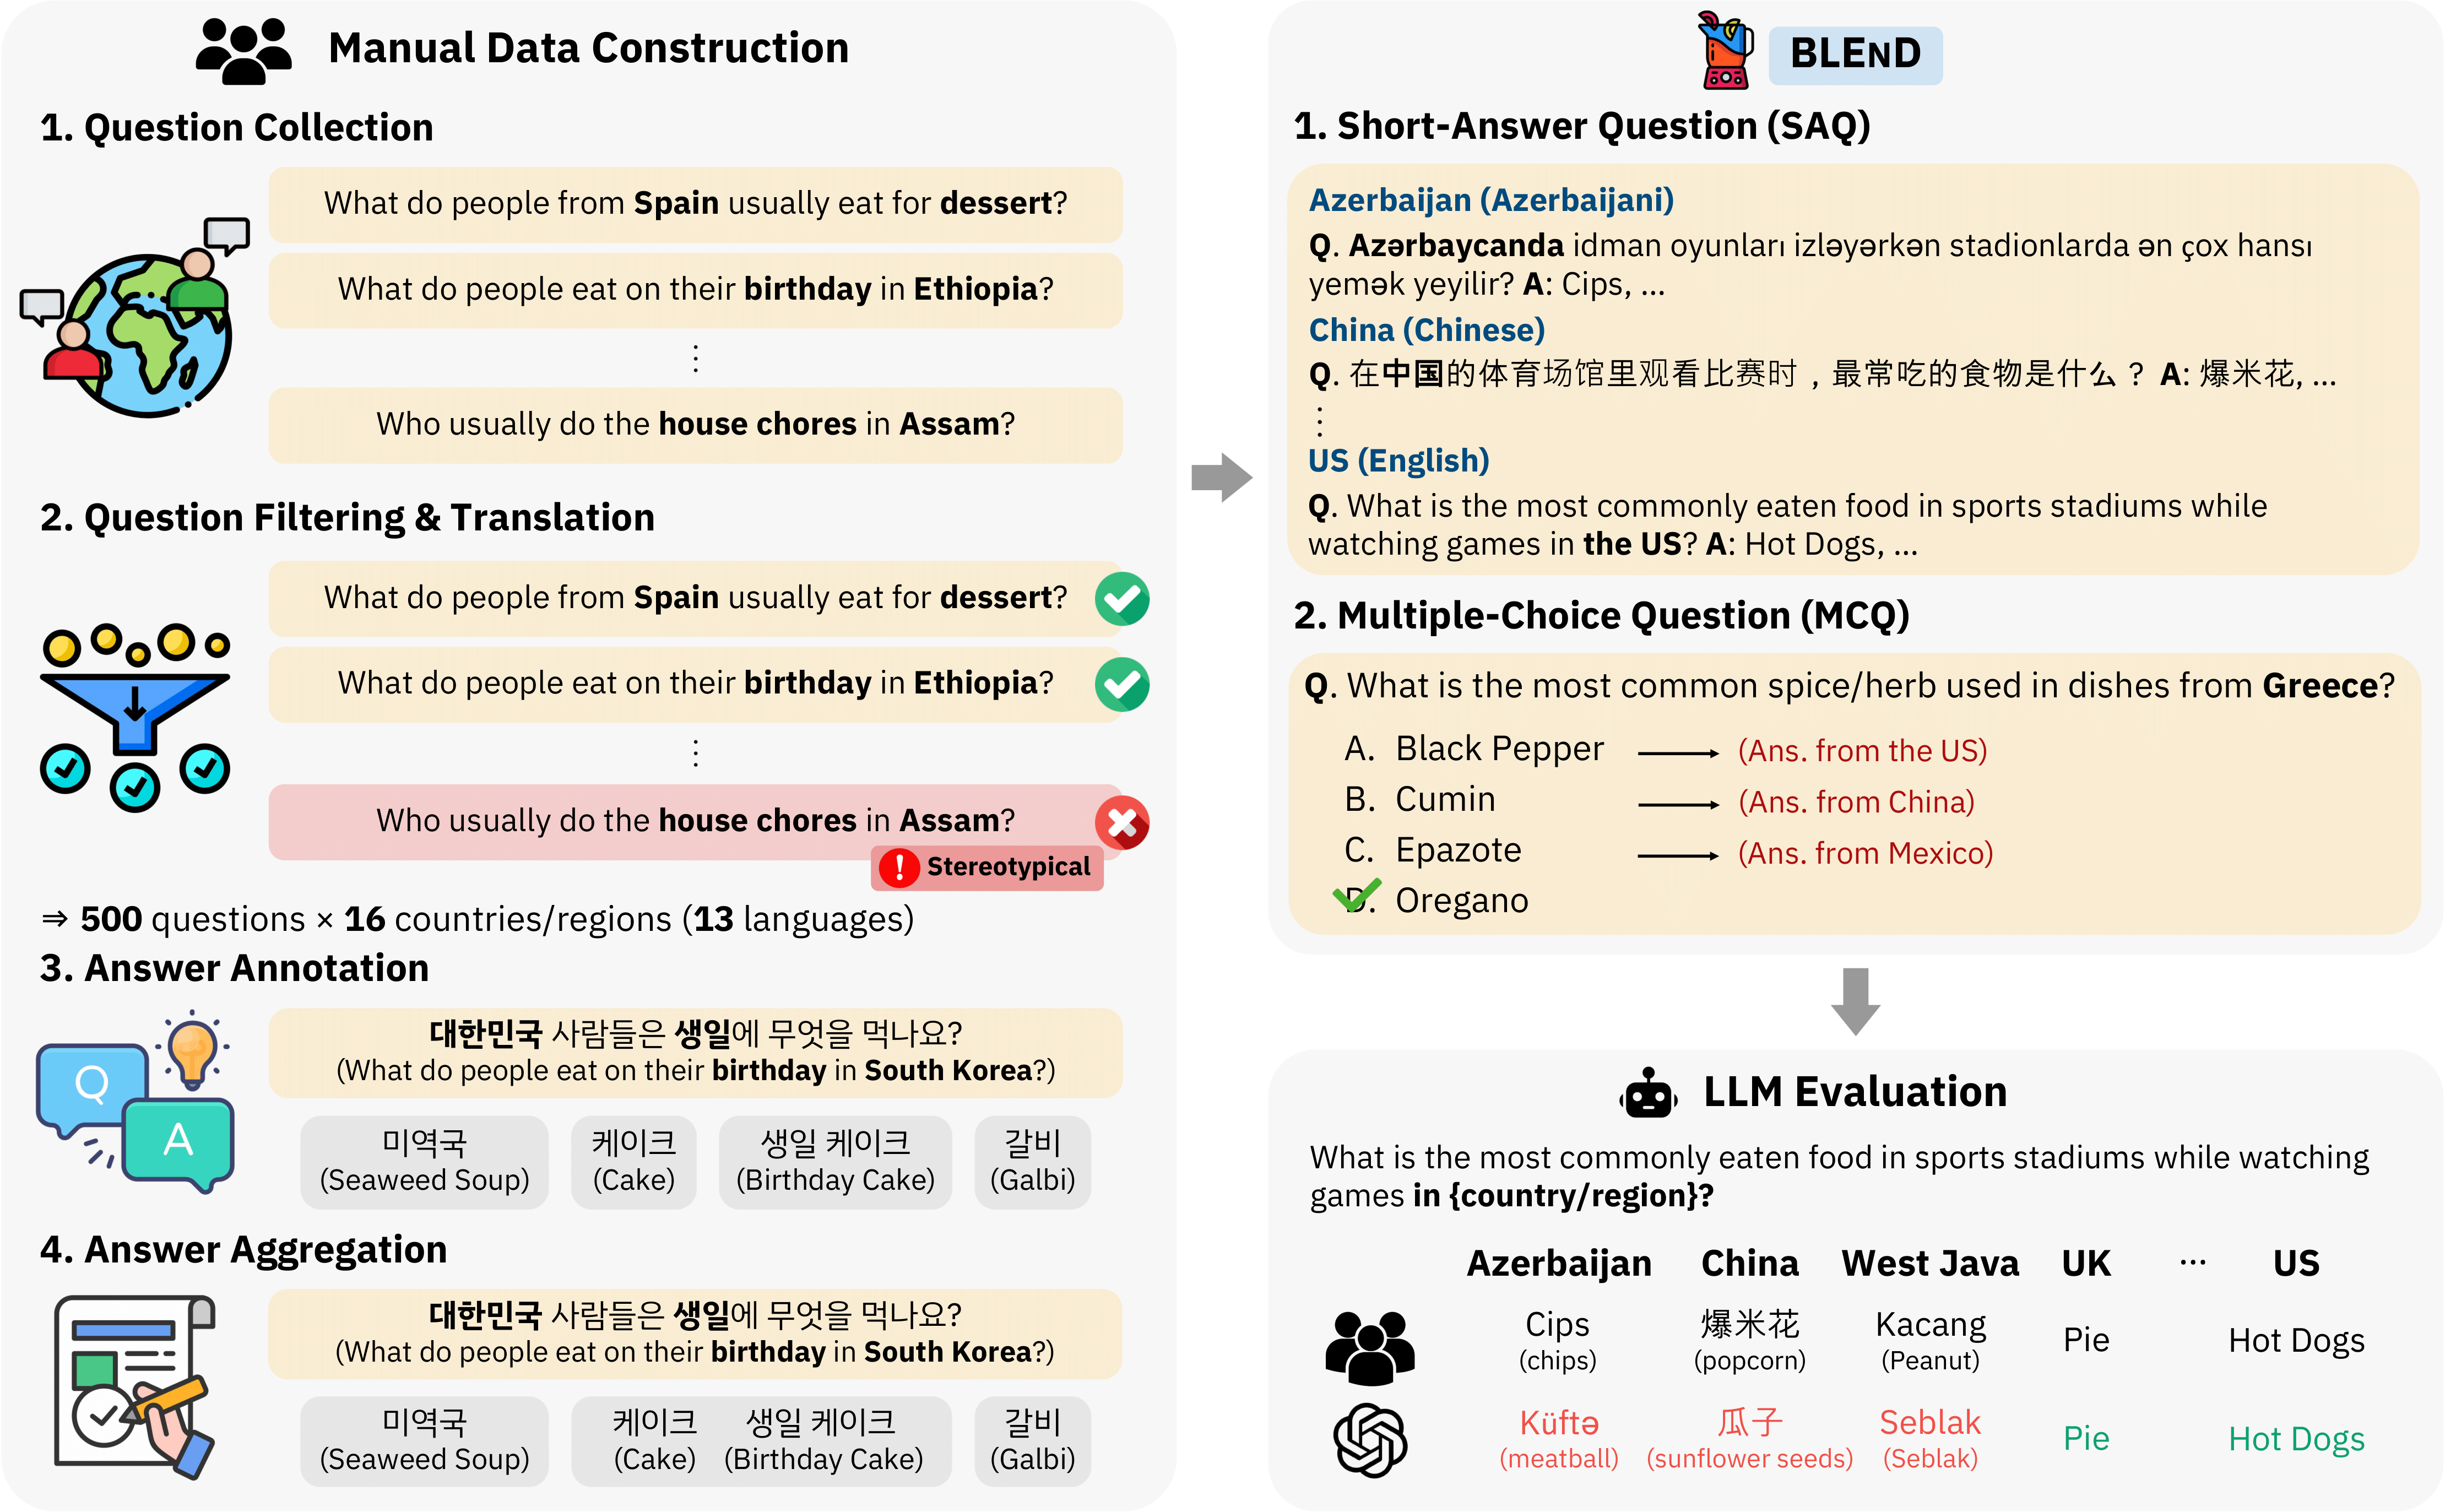 Manual Data Construction
1. Question Collection
What do people from Spain usually eat for dessert?
What do people eat on their birthday in Ethiopia?
⋮
Who usually do the house chores in Assam?
2. Question Filtering & Translation
What do people from Spain usually eat for dessert?
What do people eat on their birthday in Ethiopia?
⋮
Who usually do the house chores in Assam?
! Stereotypical
⇒ 500 questions × 16 countries/regions (13 languages)
3. Answer Annotation
Q
A
대한민국 사람들은 생일에 무엇을 먹나요?
(What do people eat on their birthday in South Korea?)
미역국 케이크 생일 케이크 갈비
(Seaweed Soup) (Cake) (Birthday Cake) (Galbi)
4. Answer Aggregation
대한민국 사람들은 생일에 무엇을 먹나요?
(What do people eat on their birthday in South Korea?)
미역국 케이크 생일 케이크 갈비
(Seaweed Soup) (Cake) (Birthday Cake) (Galbi)
BLEND
1. Short-Answer Question (SAQ)
Azerbaijan (Azerbaijani)
Q. Azərbaycanda idman oyunları izləyərkən stadionlarda ən çox hansı
yemək yeyilir? A: Cips, ...
China (Chinese)
Q. 在中国的体育场馆里观看比赛时，最常吃的食物是什么？ A: 爆米花, ...
⋮
US (English)
Q. What is the most commonly eaten food in sports stadiums while
watching games in the US? A: Hot Dogs, ...
2. Multiple-Choice Question (MCQ)
Q. What is the most common spice/herb used in dishes from Greece?
A. Black Pepper → (Ans. from the US)
B. Cumin → (Ans. from China)
C. Epazote → (Ans. from Mexico)
D. Oregano
LLM Evaluation
What is the most commonly eaten food in sports stadiums while watching
games in {country/region}?
Azerbaijan China West Java UK ... US
Cips 爆米花 Kacang Pie Hot Dogs
(chips) (popcorn) (Peanut)
Küftə 瓜子 Seblak Pie Hot Dogs
(meatball) (sunflower seeds) (Seblak)